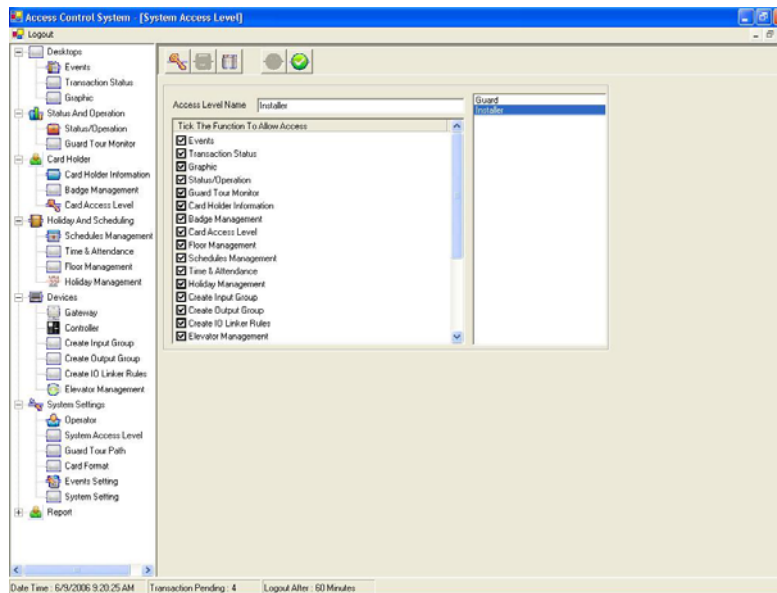 Access Control System - [System Access Level]
Logout
Desktops
Events
Transaction Status
Graphic
Status And Operation
Status/Operation
Guard Tour Monitor
Card Holder
Card Holder Information
Badge Management
Card Access Level
Holiday And Scheduling
Schedules Management
Time & Attendance
Floor Management
Holiday Management
Devices
Gateway
Controller
Create Input Group
Create Output Group
Create IO Linker Rules
Elevator Management
System Settings
Operator
System Access Level
Guard Tour Path
Card Format
Events Setting
System Setting
Report
Access Level Name Installer
Tick The Function To Allow Access
Events
Transaction Status
Graphic
Status/Operation
Guard Tour Monitor
Card Holder Information
Badge Management
Card Access Level
Floor Management
Schedules Management
Time & Attendance
Holiday Management
Create Input Group
Create Output Group
Create IO Linker Rules
Elevator Management
Guard
Installer
Date Time : 6/9/2006 9:20:25 AM Transaction Pending : 4 Logout After : 60 Minutes